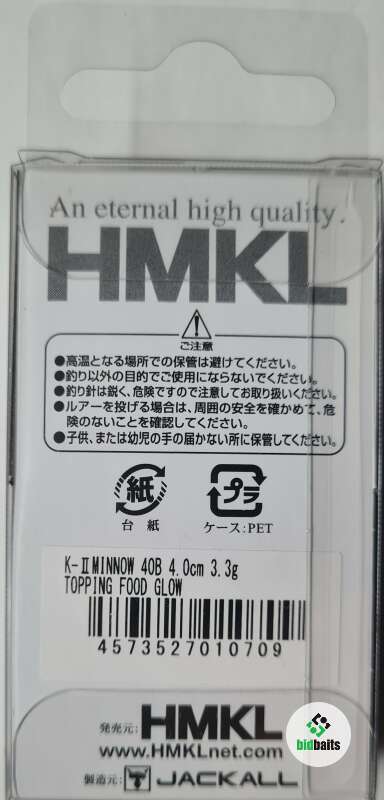 An eternal high quality.
HMKL
ご注意
●高温となる場所での保管は避けてください。
●釣り以外の目的でご使用にならないでください。
●釣り針は鋭く、危険ですので注意してお取り扱いください。
●ルアーを投げる場合は、周囲の安全を確かめて、危
険のないことを確認してください。
●子供、または幼児の手の届かない所に保管してください。
紙 プラ
台紙 ケース:PET
K-ⅡMINNOW 40B 4.0cm 3.3g
TOPPING FOOD GLOW
4573527010709
発売元: HMKL
www.HMKLnet.com
製造元: JACKALL
bidbaits